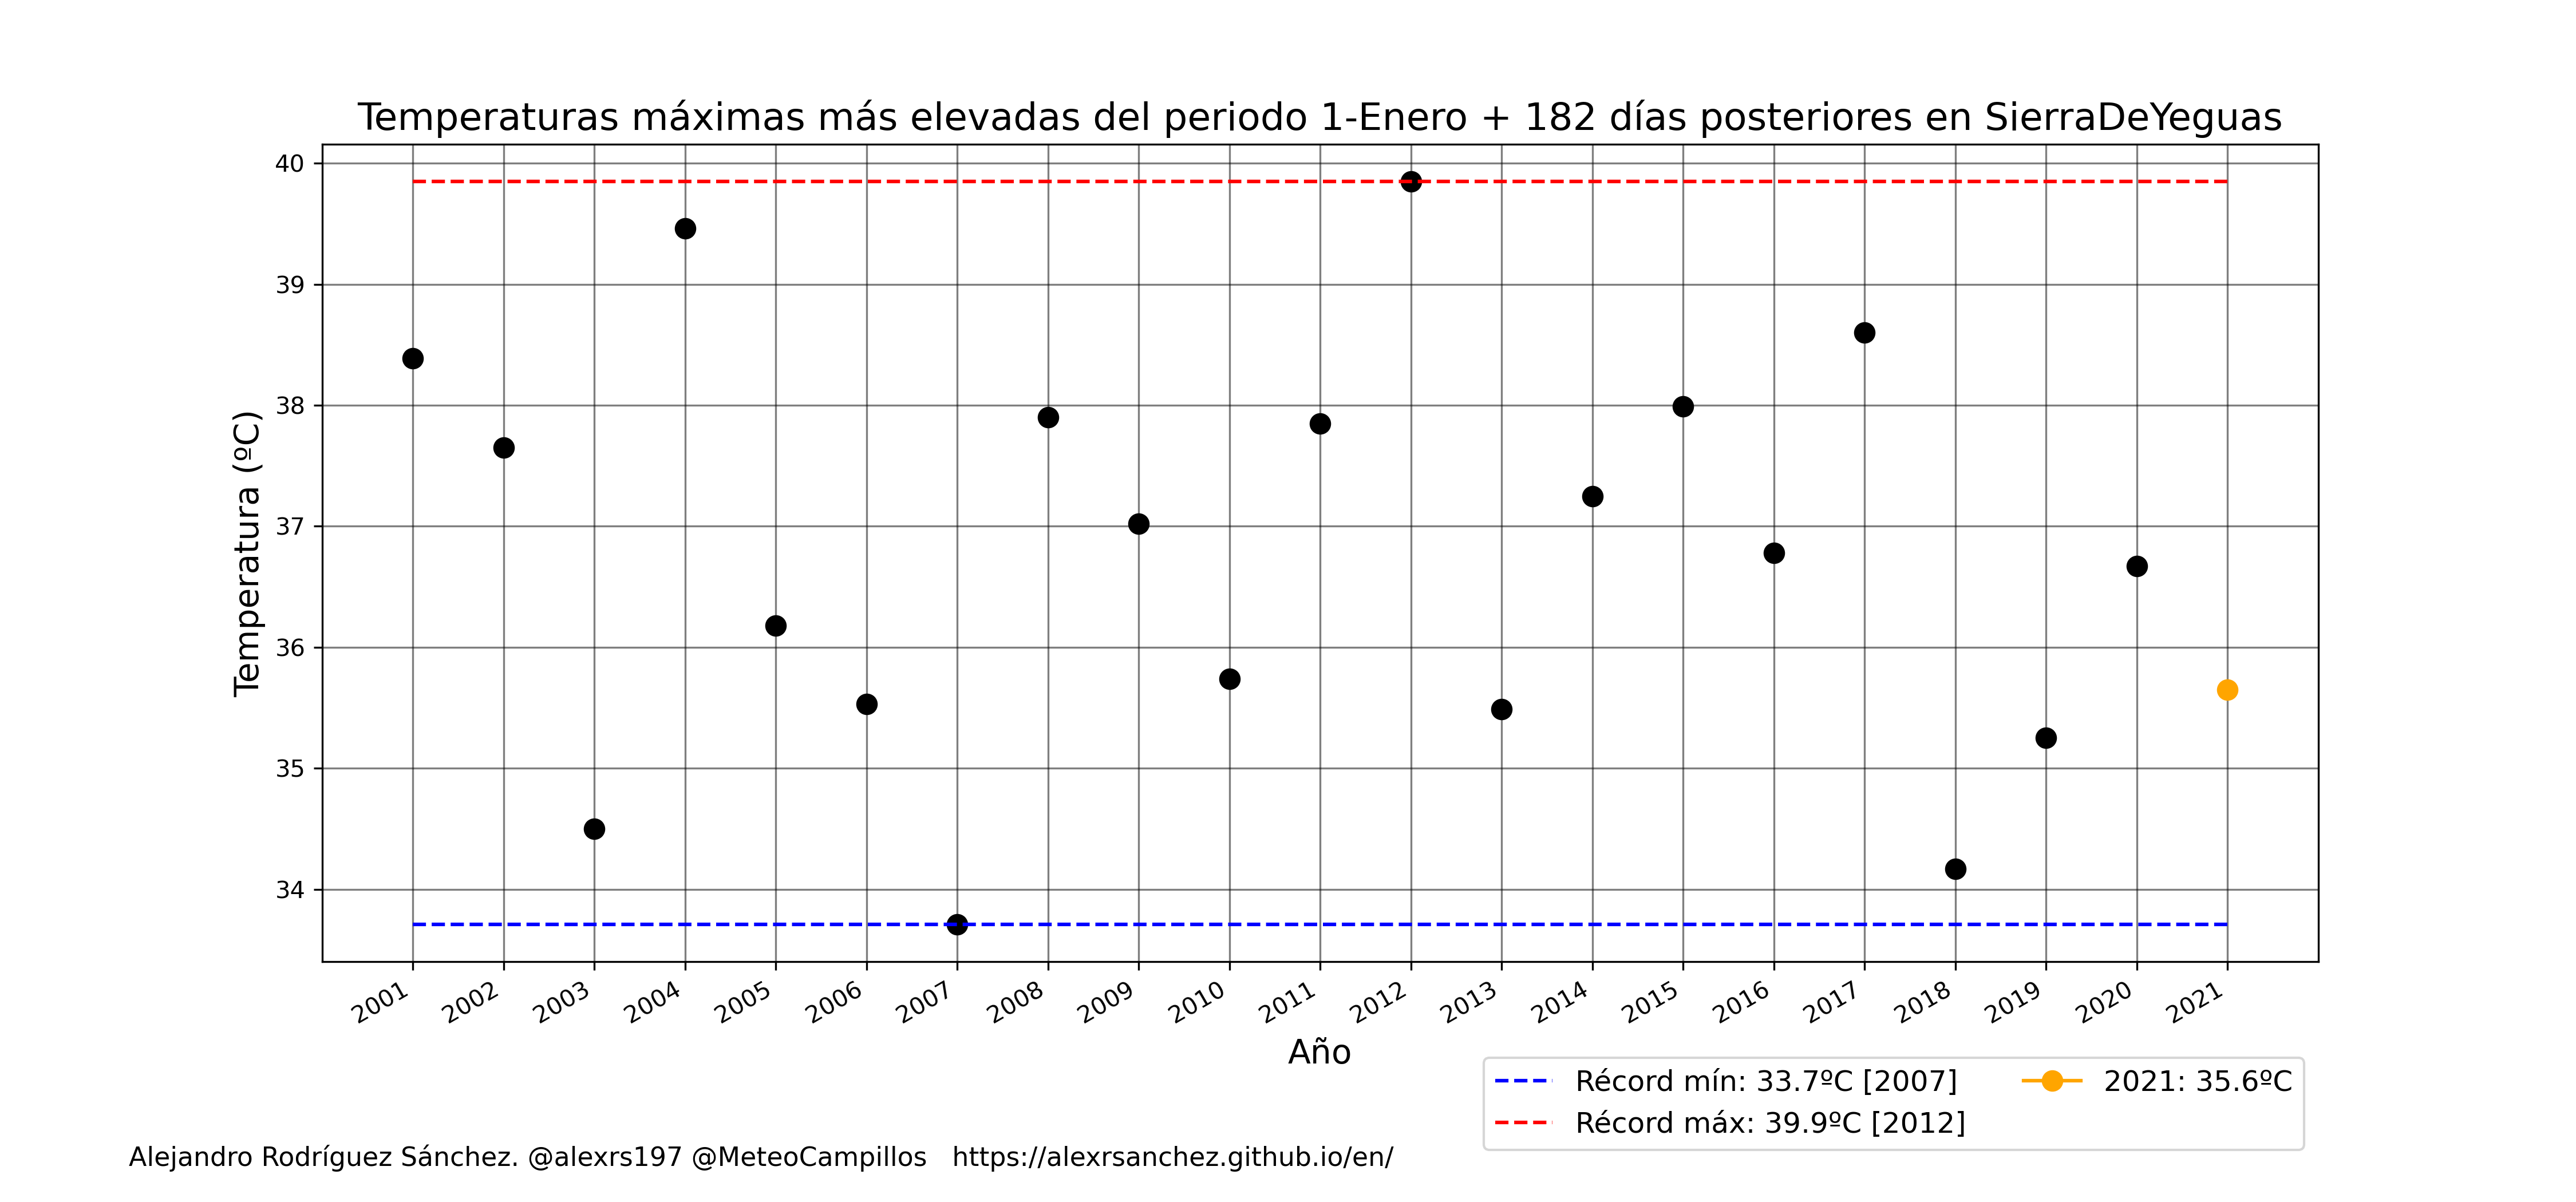 Temperaturas máximas más elevadas del periodo 1-Enero + 182 días posteriores en SierraDeYeguas
Temperatura (ºC)
40
39
38
37
36
35
34
2001 2002 2003 2004 2005 2006 2007 2008 2009 2010 2011 2012 2013 2014 2015 2016 2017 2018 2019 2020 2021
Año
Récord mín: 33.7ºC [2007]
Récord máx: 39.9ºC [2012]
2021: 35.6ºC
Alejandro Rodríguez Sánchez. @alexrs197 @MeteoCampillos https://alexrsanchez.github.io/en/